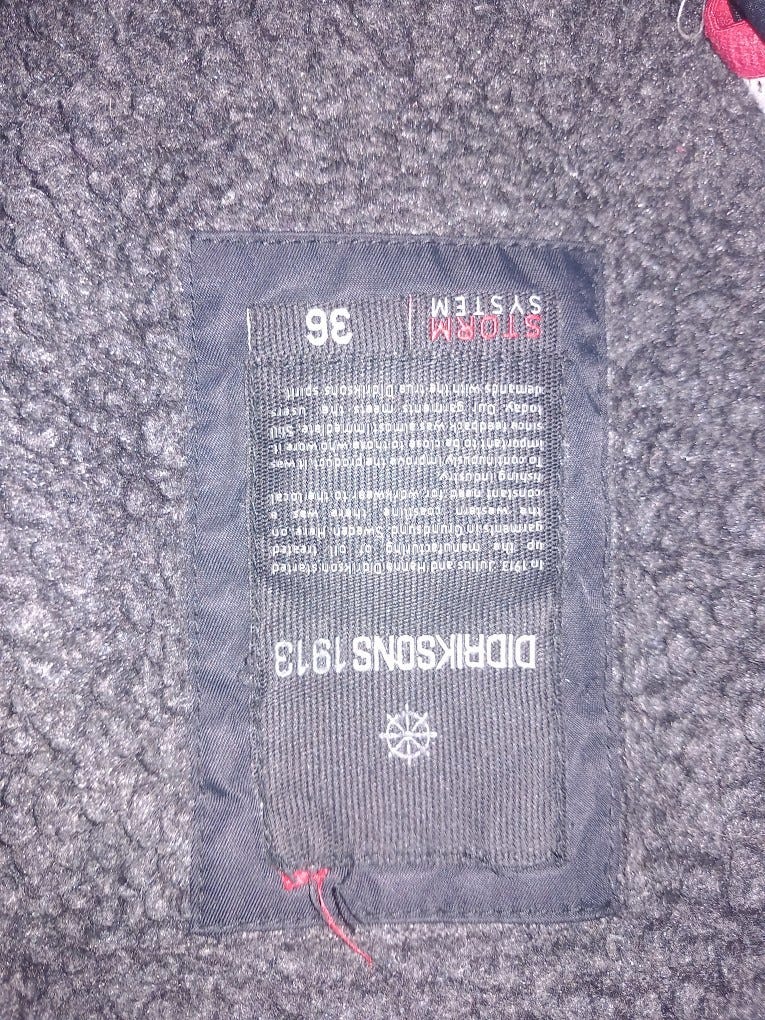 DIDRIKSONS 1913
In 1913, Julius and Hanna Didrikson started
up the manufacturing of oil treated
garments in Grundsund, Sweden. Here, on
the western coastline there was a
constant need for workwear to the local
fishing industry.
To continously improve the product it was
important to be close to those who wore it
since feedback was almost immediate. Still
today Our garments meets the users
demands with the true Didriksons spirit
STORM
SYSTEM
36